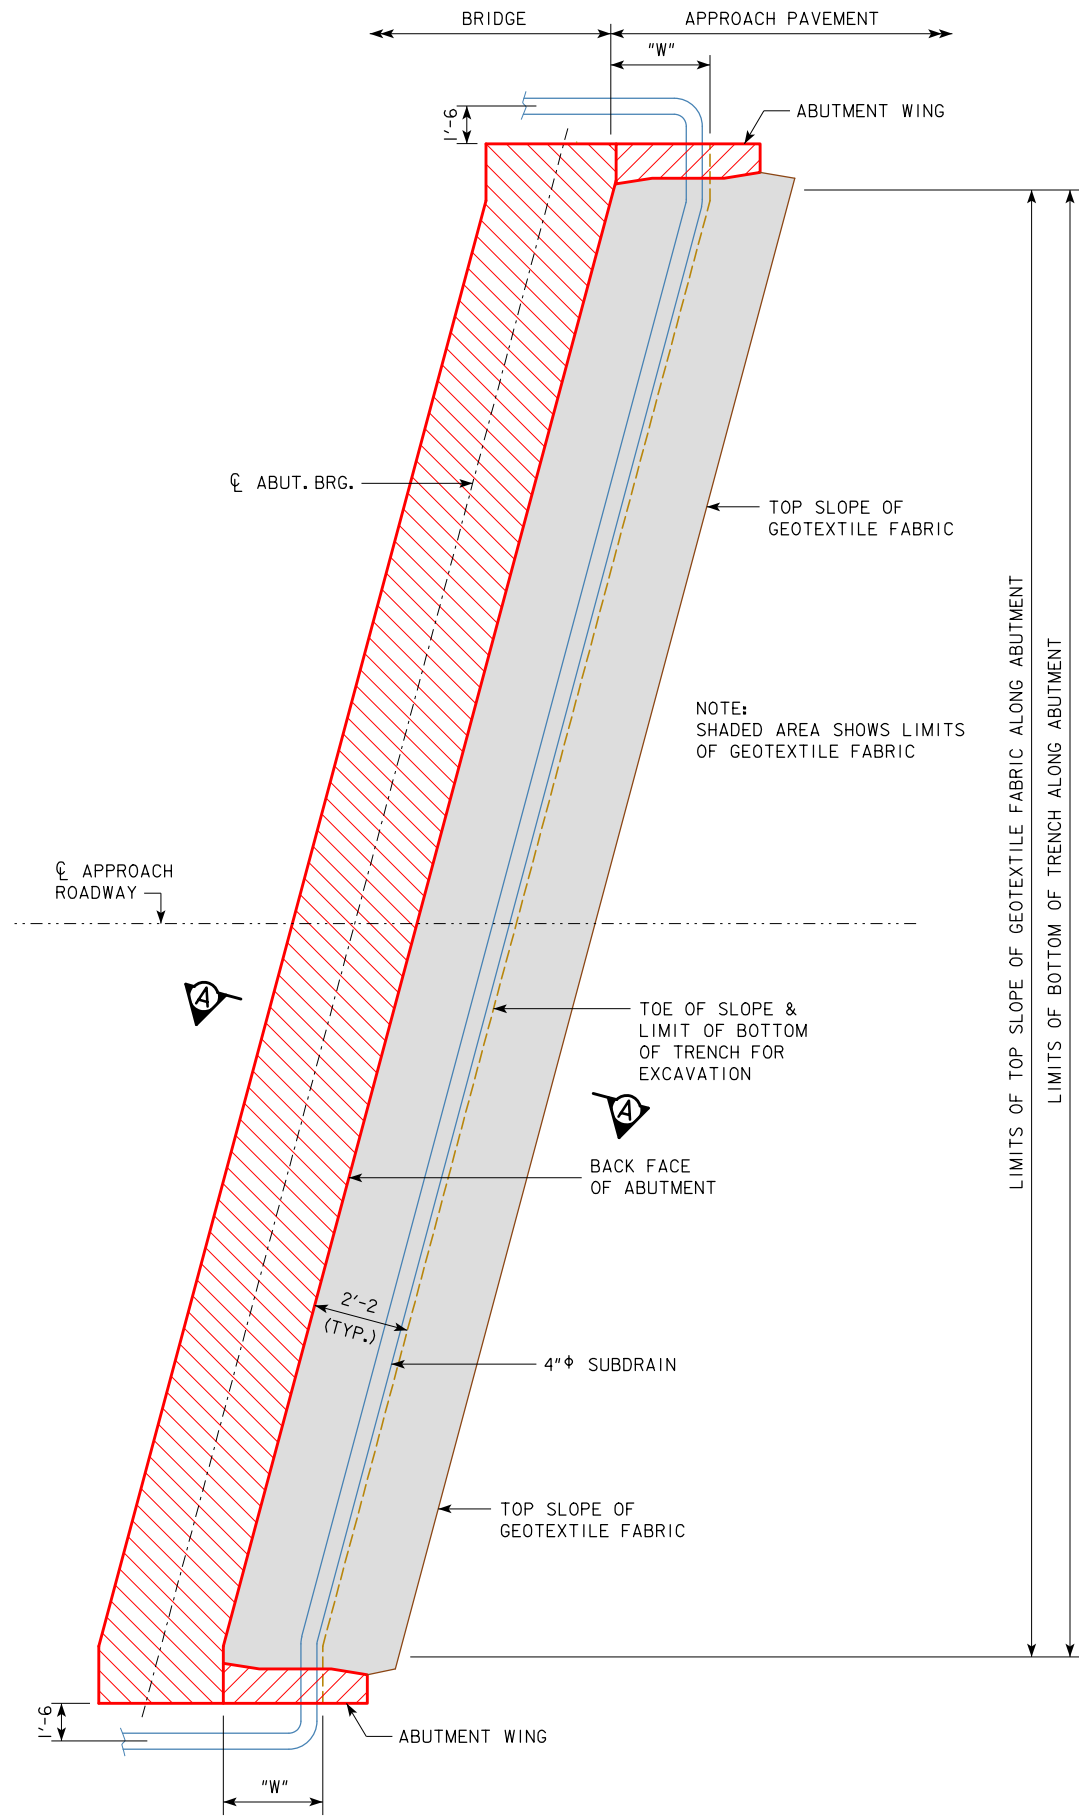 BRIDGE
APPROACH PAVEMENT
"W"
1'-6
ABUTMENT WING
℄ ABUT. BRG.
TOP SLOPE OF
GEOTEXTILE FABRIC
NOTE:
SHADED AREA SHOWS LIMITS
OF GEOTEXTILE FABRIC
LIMITS OF TOP SLOPE OF GEOTEXTILE FABRIC ALONG ABUTMENT
LIMITS OF BOTTOM OF TRENCH ALONG ABUTMENT
℄ APPROACH
ROADWAY
A
TOE OF SLOPE &
LIMIT OF BOTTOM
OF TRENCH FOR
EXCAVATION
A
BACK FACE
OF ABUTMENT
2'-2
(TYP.)
4"ϕ SUBDRAIN
TOP SLOPE OF
GEOTEXTILE FABRIC
1'-6
ABUTMENT WING
"W"